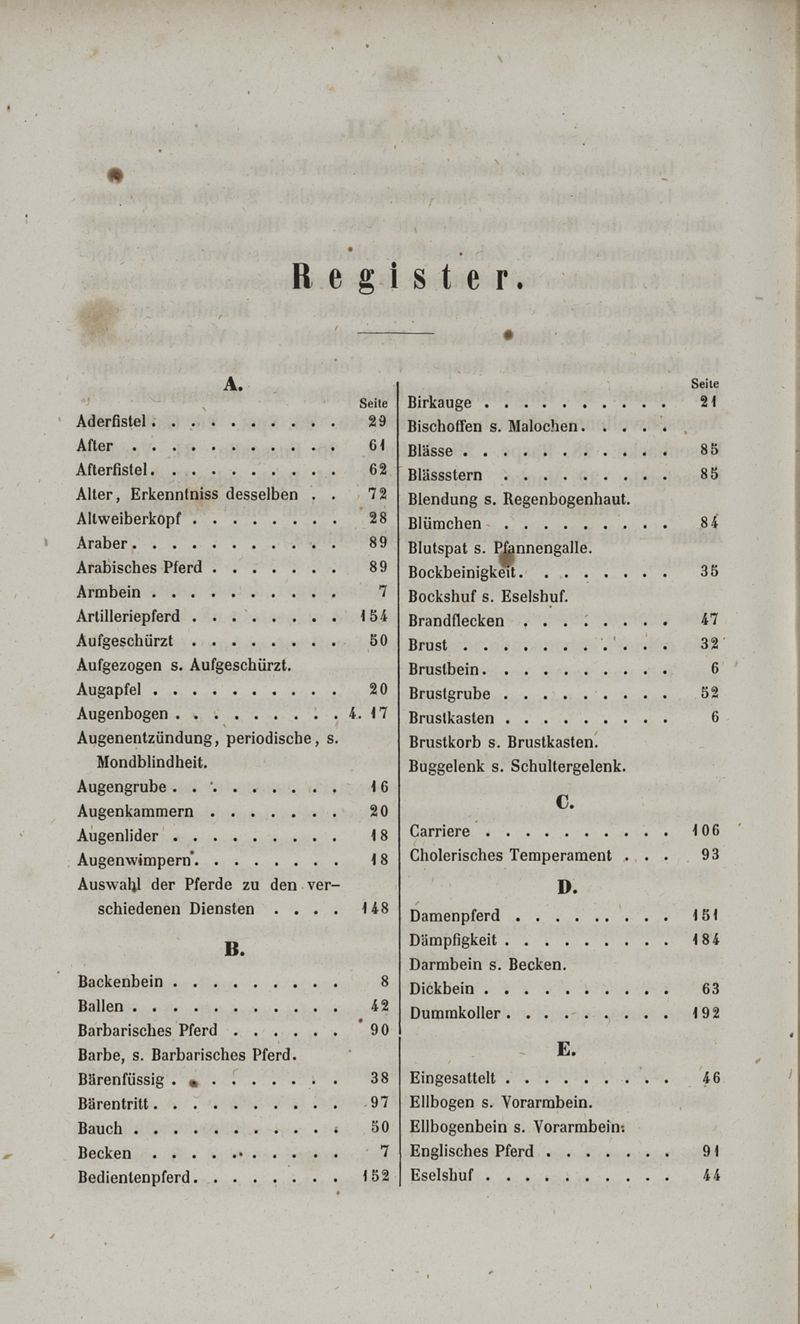 Register.
A.
Seite
Aderfistel . . . . . . . . . 29
After . . . . . . . . . . . 61
Afterfistel. . . . . . . . . . 62
Alter, Erkenntniss desselben . . 72
Altweiberkopf . . . . . . . . 28
Araber. . . . . . . . . . . 89
Arabisches Pferd . . . . . . . 89
Armbein . . . . . . . . . . 7
Artilleriepferd . . . . . . . . 154
Aufgeschürzt . . . . . . . . 50
Aufgezogen s. Aufgeschürzt.
Augapfel . . . . . . . . . . 20
Augenbogen . . . . . . . . . 4. 17
Augenentzündung, periodische, s.
Mondblindheit.
Augengrube . . . . . . . . . 16
Augenkammern . . . . . . . 20
Augenlider . . . . . . . . . 18
Augenwimpern. . . . . . . . 18
Auswahl der Pferde zu den ver-
schiedenen Diensten . . . . 148
B.
Backenbein . . . . . . . . . 8
Ballen . . . . . . . . . . . 42
Barbarisches Pferd . . . . . . 90
Barbe, s. Barbarisches Pferd.
Bärenfüssig . . . . . . . . . 38
Bärentritt. . . . . . . . . . 97
Bauch . . . . . . . . . . . 50
Becken . . . . . . . . . . 7
Bedientenpferd. . . . . . . . 152
Seite
Birkauge . . . . . . . . . . 21
Bischoffen s. Malochen. . . . .
Blässe . . . . . . . . . . . 85
Blässstern . . . . . . . . . 85
Blendung s. Regenbogenhaut.
Blümchen . . . . . . . . . 84
Blutspat s. Pfannengalle.
Bockbeinigkeit. . . . . . . . 35
Bockshuf s. Eselshuf.
Brandflecken . . . . . . . . 47
Brust . . . . . . . . . . . 32
Brustbein. . . . . . . . . . 6
Brustgrube . . . . . . . . . 52
Brustkasten . . . . . . . . . 6
Brustkorb s. Brustkasten.
Buggelenk s. Schultergelenk.
C.
Carriere . . . . . . . . . . 106
Cholerisches Temperament . . . 93
D.
Damenpferd . . . . . . . . . 151
Dämpfigkeit . . . . . . . . . 184
Darmbein s. Becken.
Dickbein . . . . . . . . . . 63
Dummkoller . . . . . . . . . 192
E.
Eingesattelt . . . . . . . . . 46
Ellbogen s. Vorarmbein.
Ellbogenbein s. Vorarmbein.
Englisches Pferd . . . . . . . 91
Eselshuf . . . . . . . . . . 44